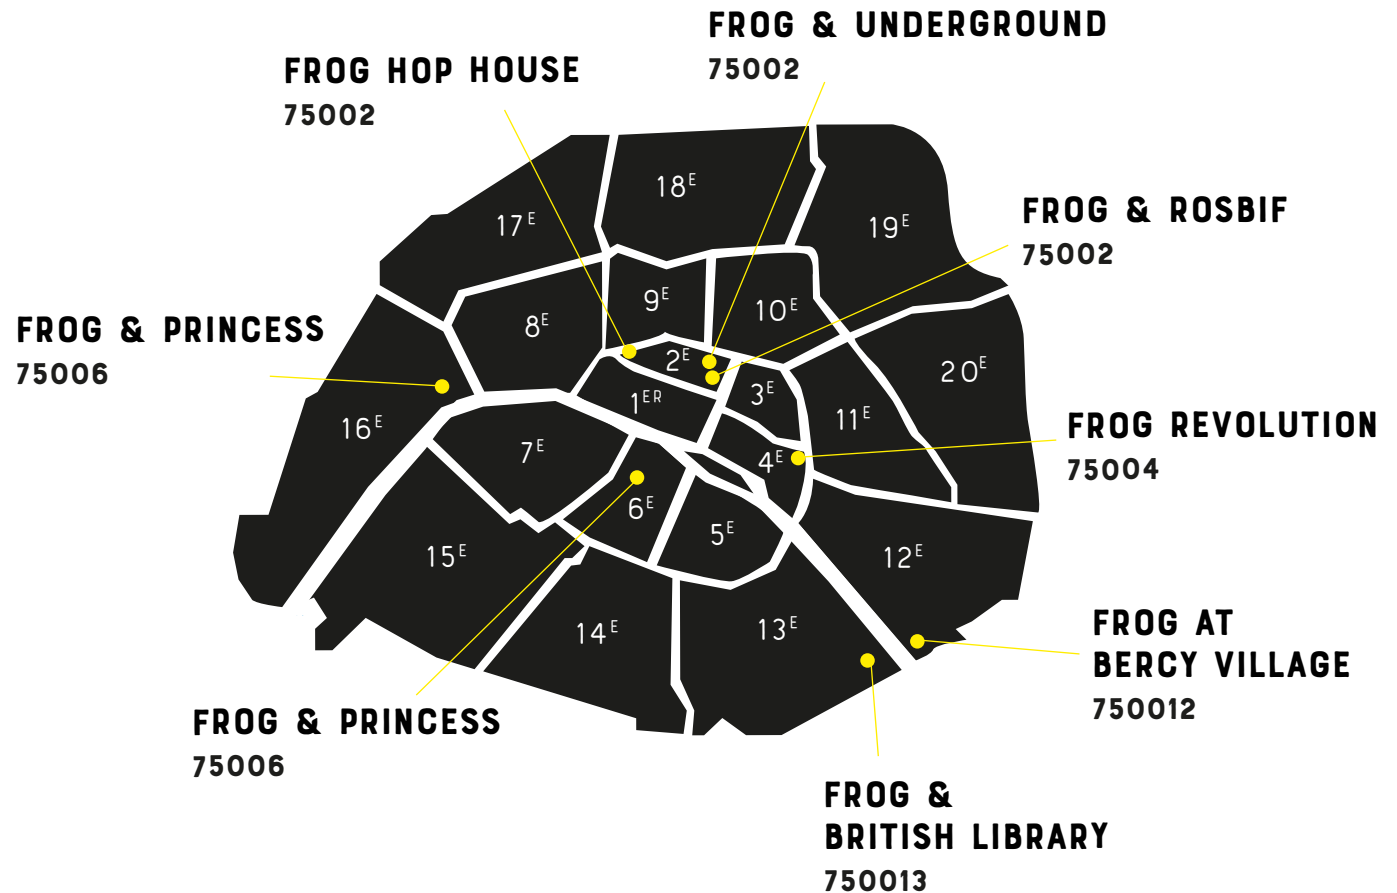 FROG & UNDERGROUND
75002
FROG HOP HOUSE
75002
18E
17E
19E
FROG & ROSBIF
75002
9E
10E
8E
FROG & PRINCESS
75006
2E
20E
3E
1ER
11E
16E
FROG REVOLUTION
75004
7E
4E
6E
5E
15E
12E
14E
13E
FROG AT
BERCY VILLAGE
750012
FROG & PRINCESS
75006
FROG &
BRITISH LIBRARY
750013